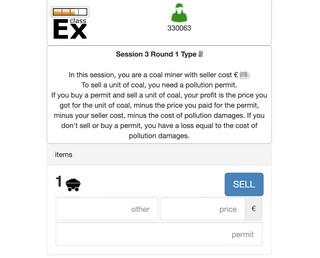 class
Ex
330063
Session 3 Round 1 Type
In this session, you are a coal miner with seller cost €
To sell a unit of coal, you need a pollution permit.
If you buy a permit and sell a unit of coal, your profit is the price you
got for the unit of coal, minus the price you paid for the permit,
minus your seller cost, minus the cost of pollution damages. If you
don't sell or buy a permit, you have a loss equal to the cost of
pollution damages.
items
1
SELL
other
price
€
permit